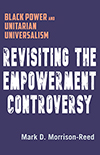 BLACK POWER AND
UNITARIAN
UNIVERSALISM
REVISITING THE
EMPOWERMENT
CONTROVERSY
Mark D. Morrison-Reed